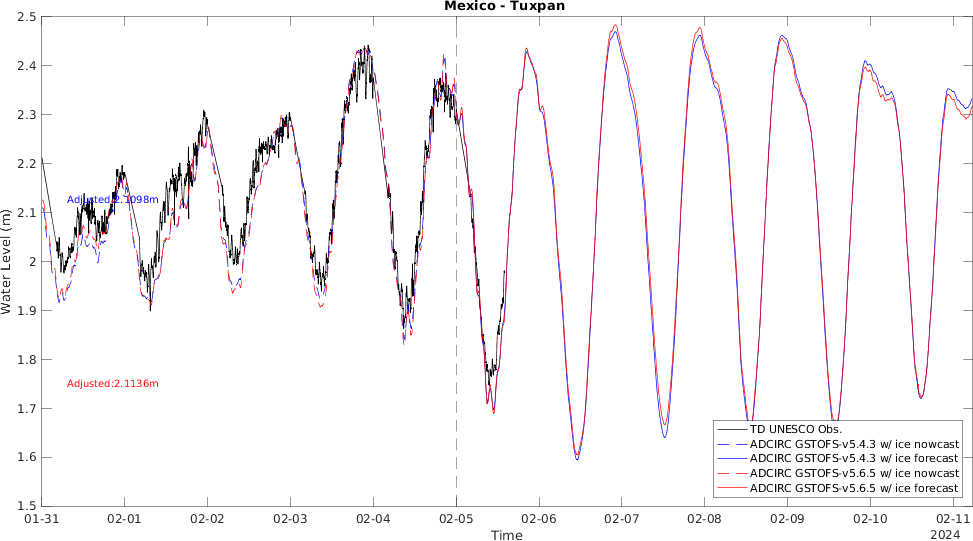 Mexico - Tuxpan
2.5
2.4
2.3
2.2
2.1
2
1.9
1.8
1.7
1.6
1.5
Water Level (m)
Adjusted:2.1098m
Adjusted:2.1136m
TD UNESCO Obs.
ADCIRC GSTOFS-v5.4.3 w/ ice nowcast
ADCIRC GSTOFS-v5.4.3 w/ ice forecast
ADCIRC GSTOFS-v5.6.5 w/ ice nowcast
ADCIRC GSTOFS-v5.6.5 w/ ice forecast
01-31 02-01 02-02 02-03 02-04 02-05 02-06 02-07 02-08 02-09 02-10 02-11
2024
Time